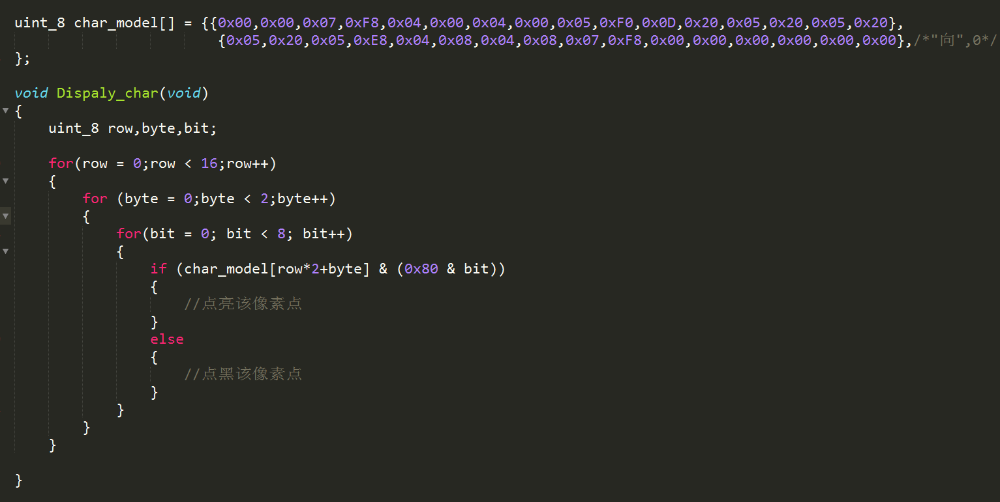 uint_8 char_model[] = {{0x00,0x00,0x07,0xF8,0x04,0x00,0x04,0x00,0x05,0xF0,0x0D,0x20,0x05,0x20,0x05,0x20},
{0x05,0x20,0x05,0xE8,0x04,0x08,0x04,0x08,0x07,0xF8,0x00,0x00,0x00,0x00,0x00,0x00},/*"向",0*/
};
void Dispaly_char(void)
{
uint_8 row,byte,bit;
for(row = 0;row < 16;row++)
{
for (byte = 0;byte < 2;byte++)
{
for(bit = 0; bit < 8; bit++)
{
if (char_model[row*2+byte] & (0x80 & bit))
{
//点亮该像素点
}
else
{
//点黑该像素点
}
}
}
}
}